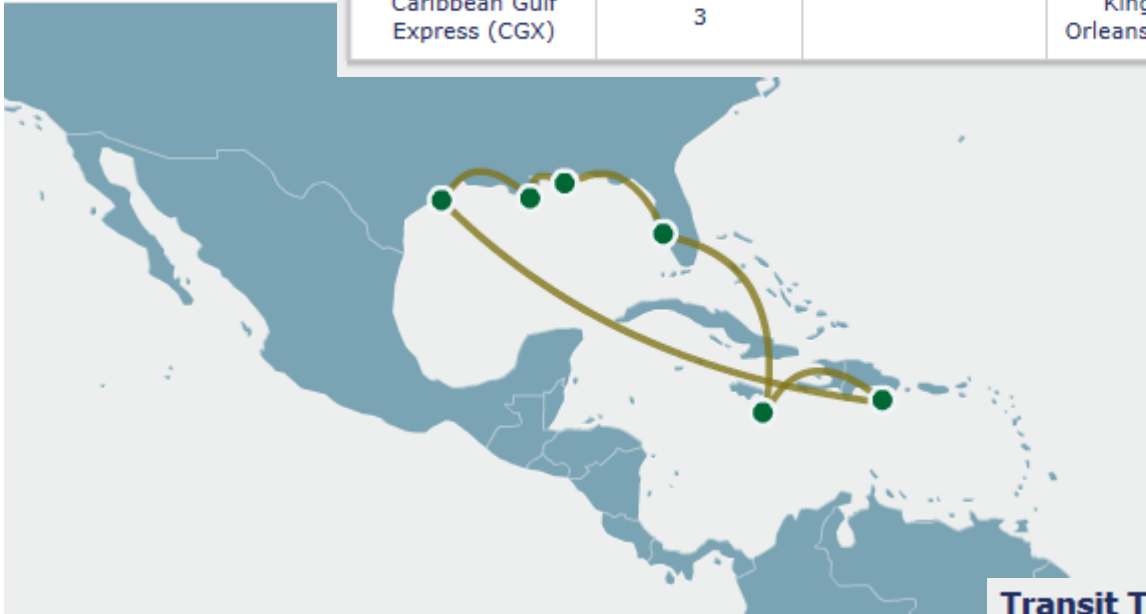 Caribbean Gulf
Express (CGX)
3
King
Orleans
Transit T